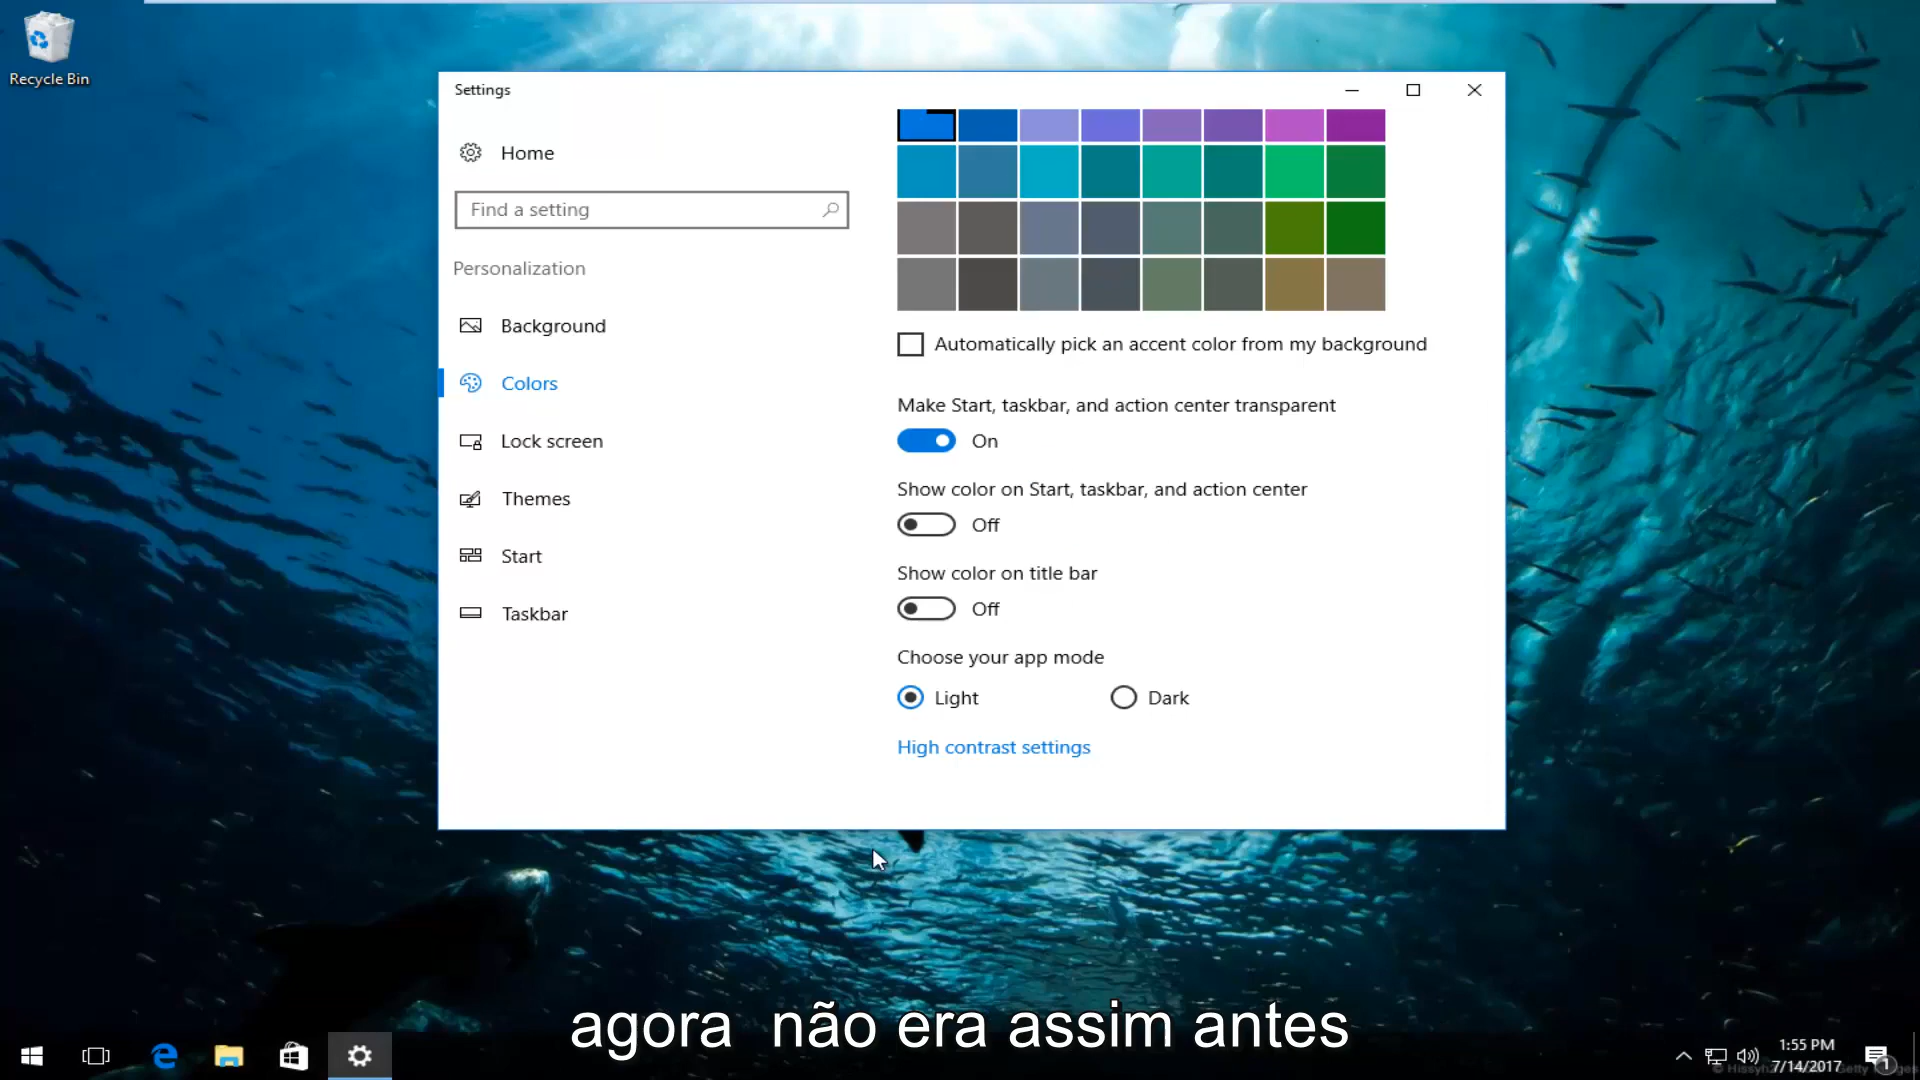 Recycle Bin
Settings
Home
Find a setting
Personalization
Background
Colors
Lock screen
Themes
Start
Taskbar
Automatically pick an accent color from my background
Make Start, taskbar, and action center transparent
On
Show color on Start, taskbar, and action center
Off
Show color on title bar
Off
Choose your app mode
Light
Dark
High contrast settings
agora não era assim antes
1:55 PM
7/14/2017
1